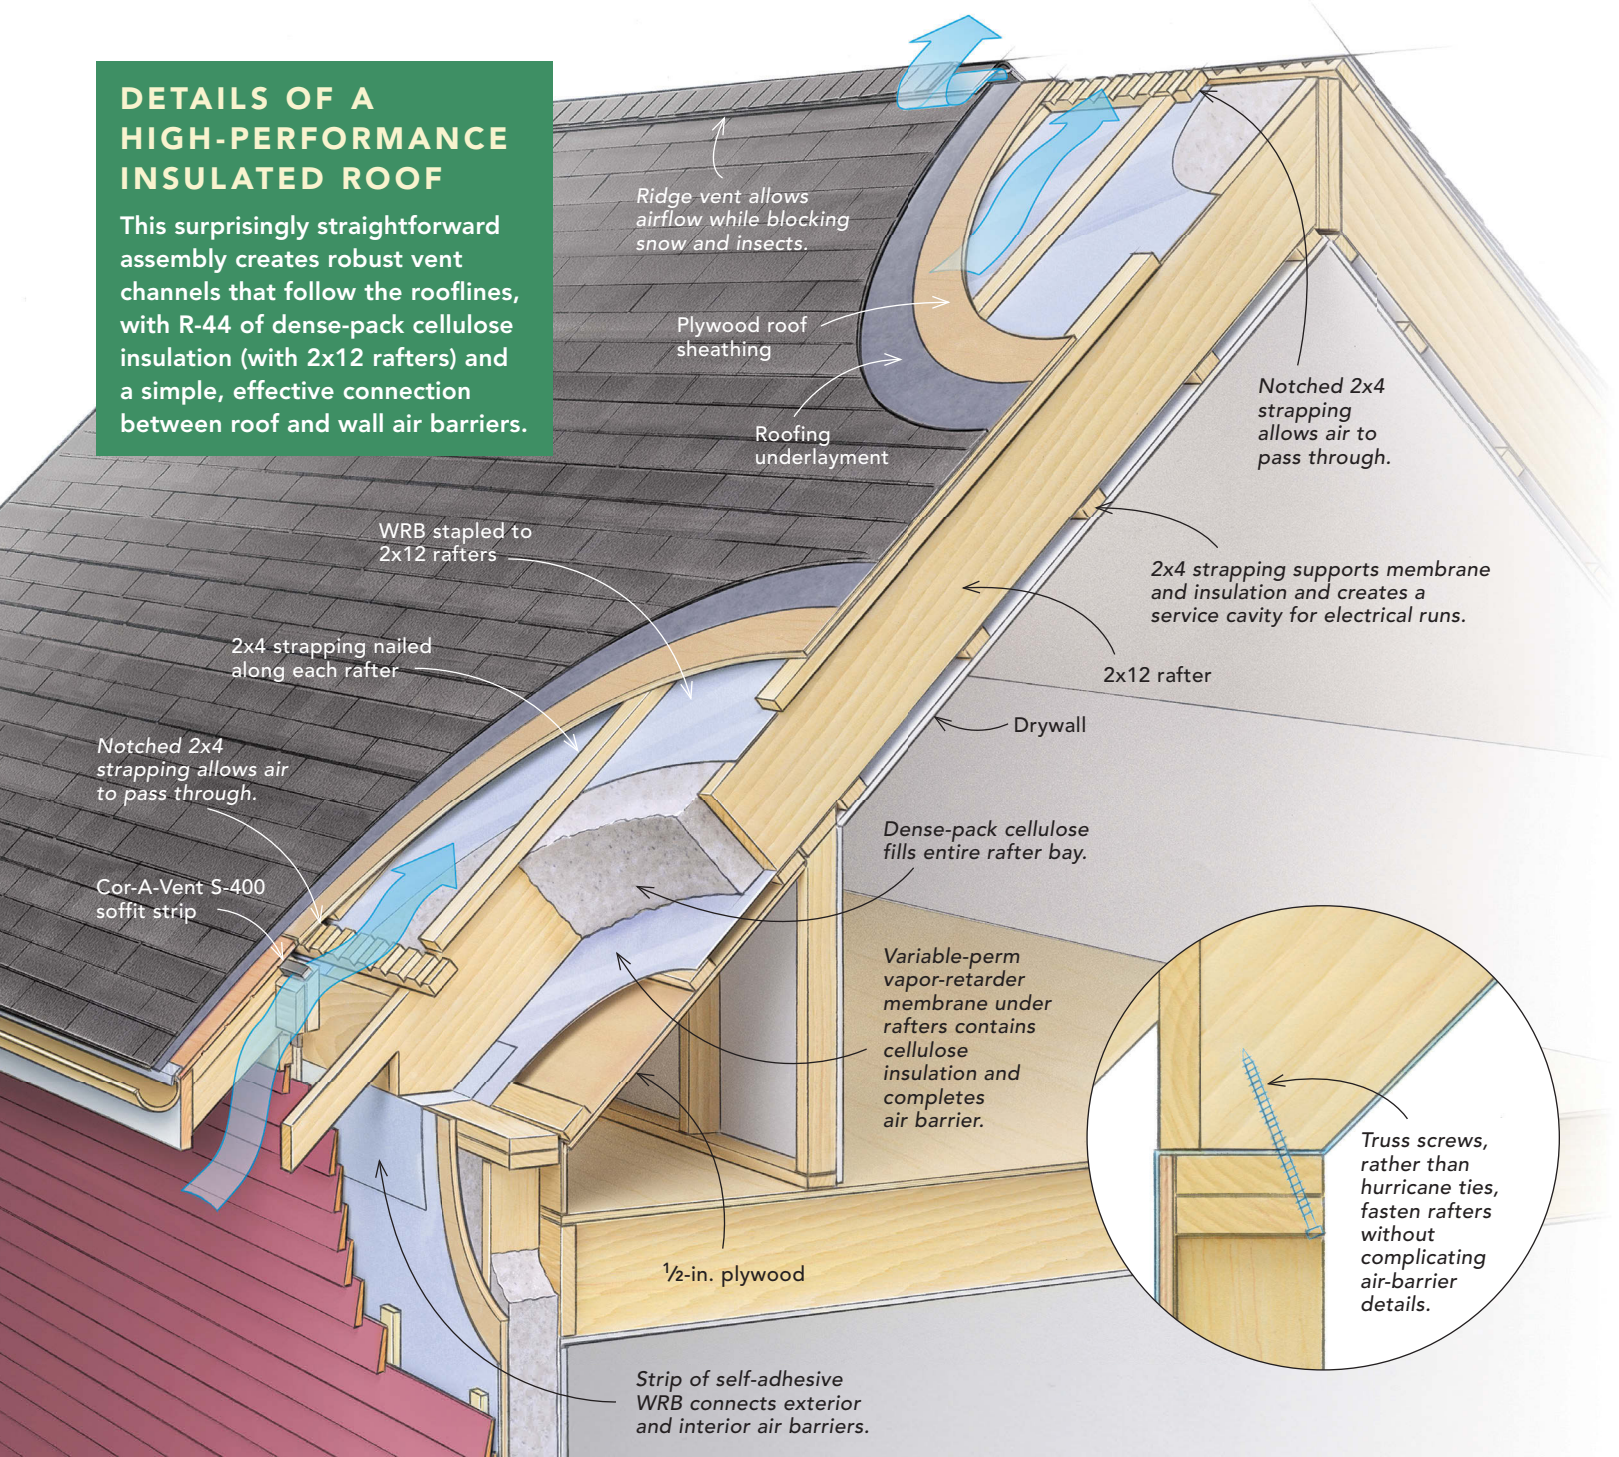 DETAILS OF A
HIGH-PERFORMANCE
INSULATED ROOF
This surprisingly straightforward
assembly creates robust vent
channels that follow the rooflines,
with R-44 of dense-pack cellulose
insulation (with 2x12 rafters) and
a simple, effective connection
between roof and wall air barriers.
Ridge vent allows
airflow while blocking
snow and insects.
Plywood roof
sheathing
Roofing
underlayment
Notched 2x4
strapping
allows air to
pass through.
WRB stapled to
2x12 rafters
2x4 strapping nailed
along each rafter
2x4 strapping supports membrane
and insulation and creates a
service cavity for electrical runs.
2x12 rafter
Drywall
Notched 2x4
strapping allows air
to pass through.
Cor-A-Vent S-400
soffit strip
Dense-pack cellulose
fills entire rafter bay.
Variable-perm
vapor-retarder
membrane under
rafters contains
cellulose
insulation and
completes
air barrier.
Truss screws,
rather than
hurricane ties,
fasten rafters
without
complicating
air-barrier
details.
½-in. plywood
Strip of self-adhesive
WRB connects exterior
and interior air barriers.